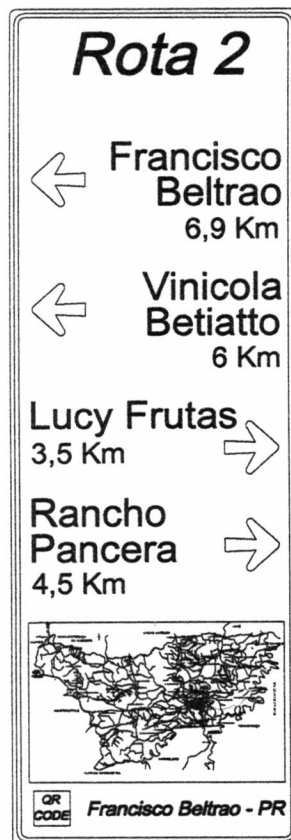 Rota 2
Francisco
Beltrao
6,9 Km
Vinicola
Betiatto
6 Km
Lucy Frutas
3,5 Km
Rancho
Pancera
4,5 Km
QR
CODE
Francisco Beltrao - PR